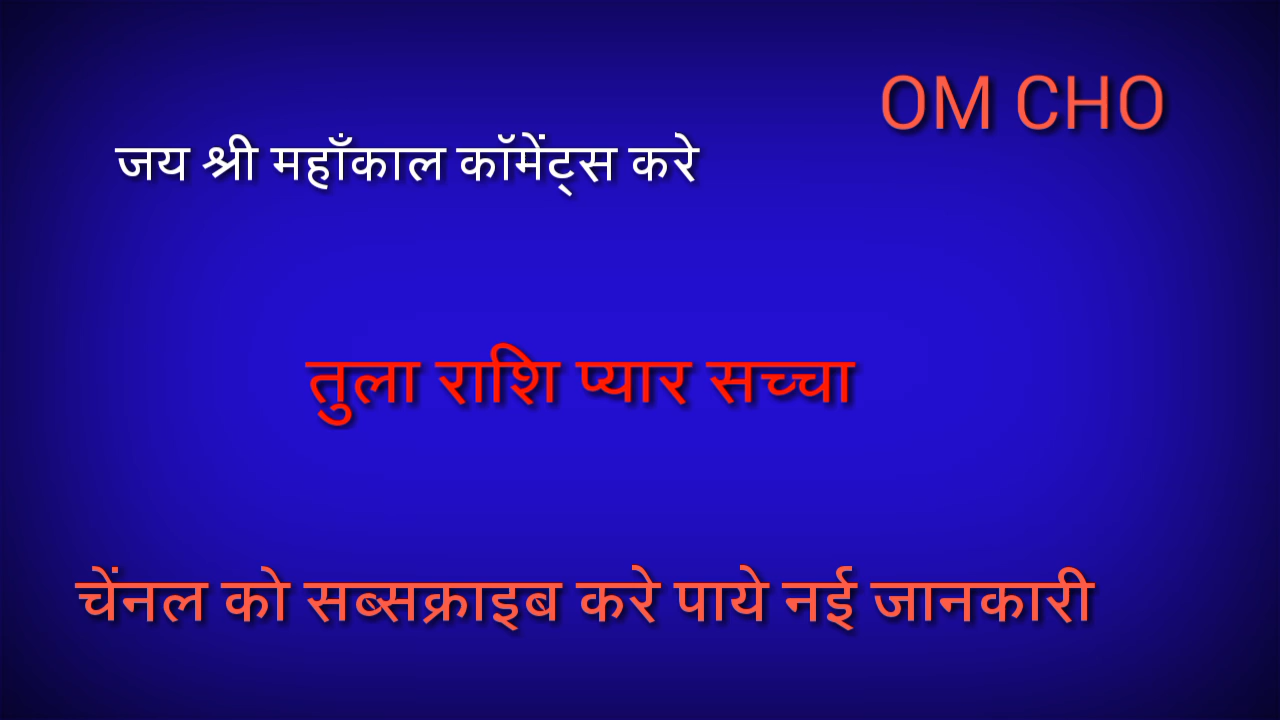 OM CHO
जय श्री महाँकाल कॉमेंट्स करे
तुला राशि प्यार सच्चा
चेंनल को सब्सक्राइब करे पाये नई जानकारी